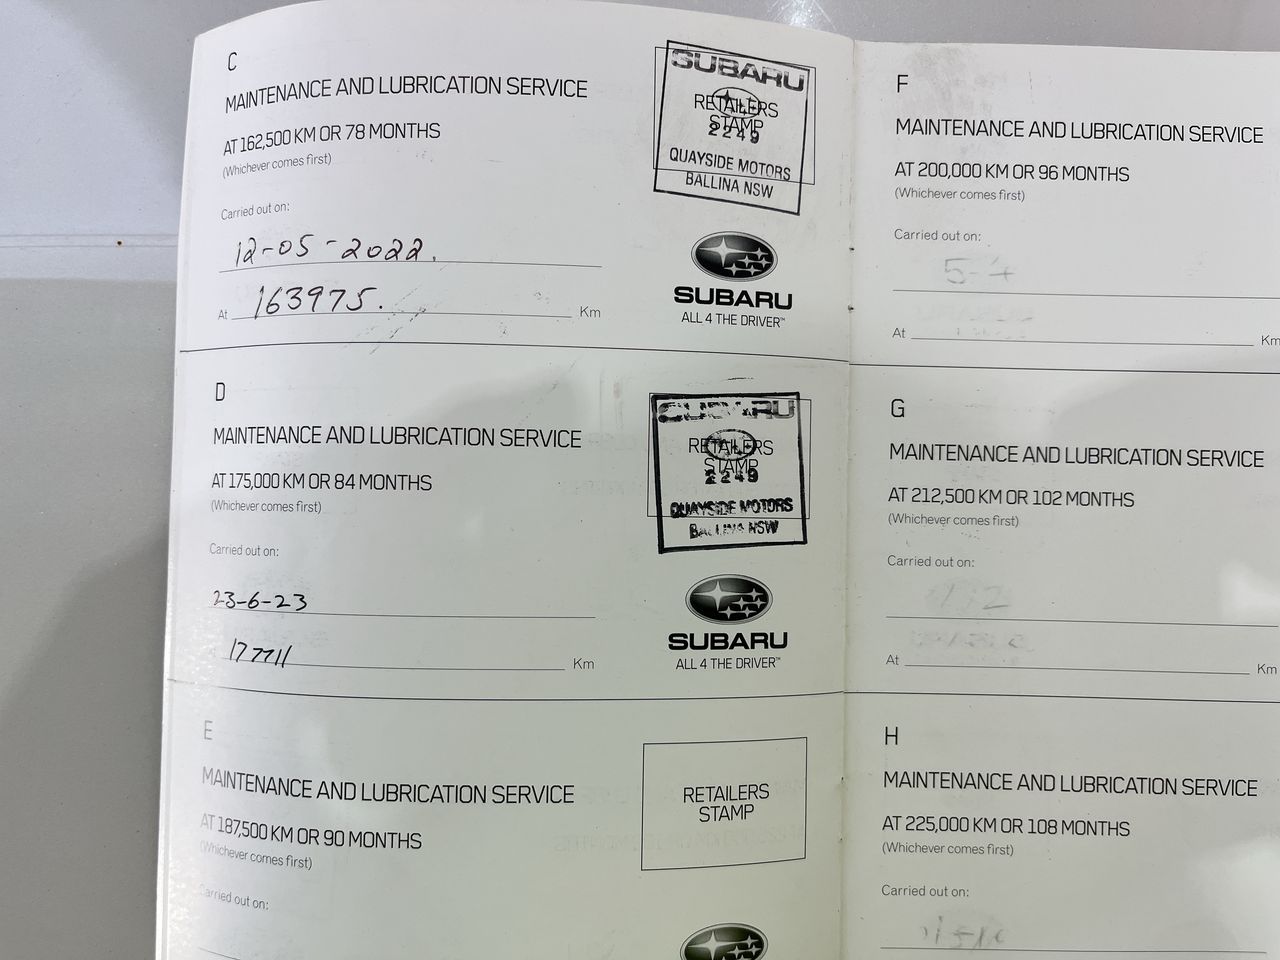 C
MAINTENANCE AND LUBRICATION SERVICE
AT 162,500 KM OR 78 MONTHS
(Whichever comes first)
Carried out on:
12-05-2022.
At 163975. Km
SUBARU
RETAILERS
STAMP
2249
QUAYSIDE MOTORS
BALLINA NSW
SUBARU
ALL 4 THE DRIVER™
D
MAINTENANCE AND LUBRICATION SERVICE
AT 175,000 KM OR 84 MONTHS
(Whichever comes first)
Carried out on:
23-6-23
177711 Km
SUBARU
RETAILERS
STAMP
2249
QUAYSIDE MOTORS
BALLINA NSW
SUBARU
ALL 4 THE DRIVER™
E
MAINTENANCE AND LUBRICATION SERVICE
AT 187,500 KM OR 90 MONTHS
(Whichever comes first)
Carried out on:
RETAILERS
STAMP
F
MAINTENANCE AND LUBRICATION SERVICE
AT 200,000 KM OR 96 MONTHS
(Whichever comes first)
Carried out on:
At Km
G
MAINTENANCE AND LUBRICATION SERVICE
AT 212,500 KM OR 102 MONTHS
(Whichever comes first)
Carried out on:
At Km
H
MAINTENANCE AND LUBRICATION SERVICE
AT 225,000 KM OR 108 MONTHS
(Whichever comes first)
Carried out on: